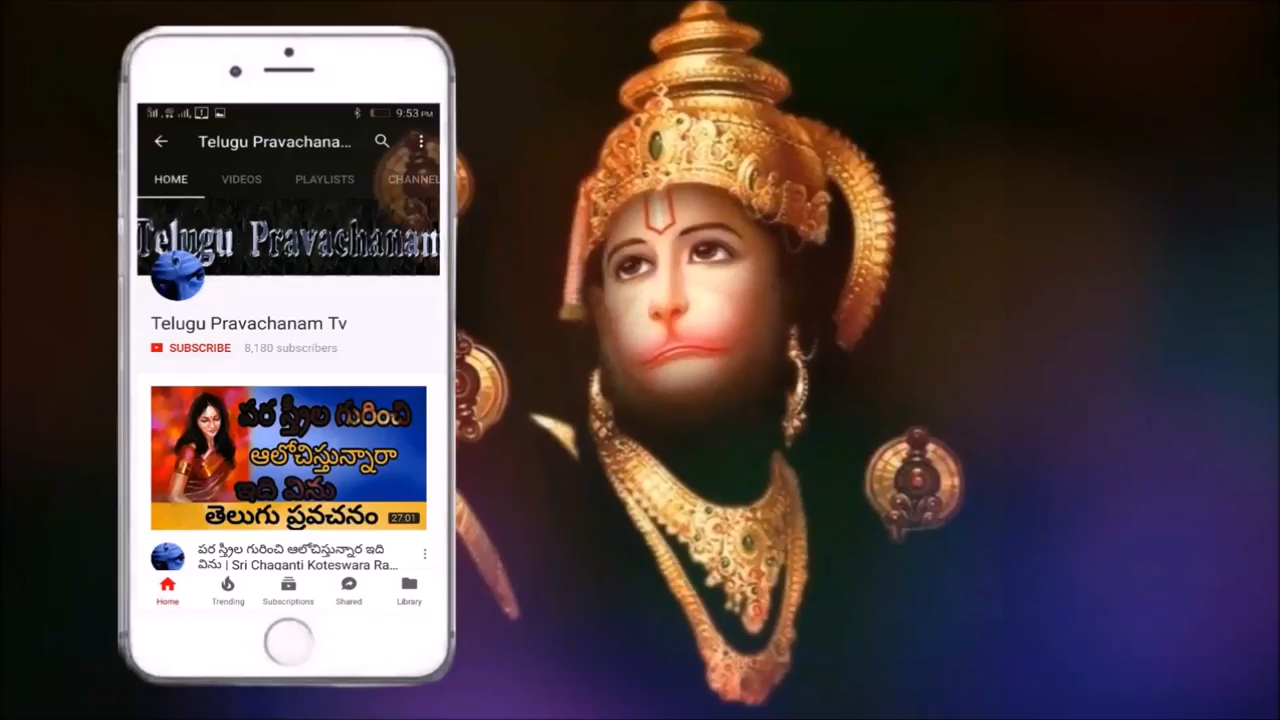 9:53 PM
Telugu Pravachana...
HOME VIDEOS PLAYLISTS CHANNEL
Telugu Pravachanam
Telugu Pravachanam Tv
SUBSCRIBE 8,180 subscribers
పర స్త్రీల గురించి
ఆలోచిస్తున్నారా
ఇది విను
తెలుగు ప్రవచనం 27:01
పర స్త్రీల గురించి ఆలోచిస్తున్నార ఇది
విను | Sri Chaganti Koteswara Ra...
Home Trending Subscriptions Shared Library